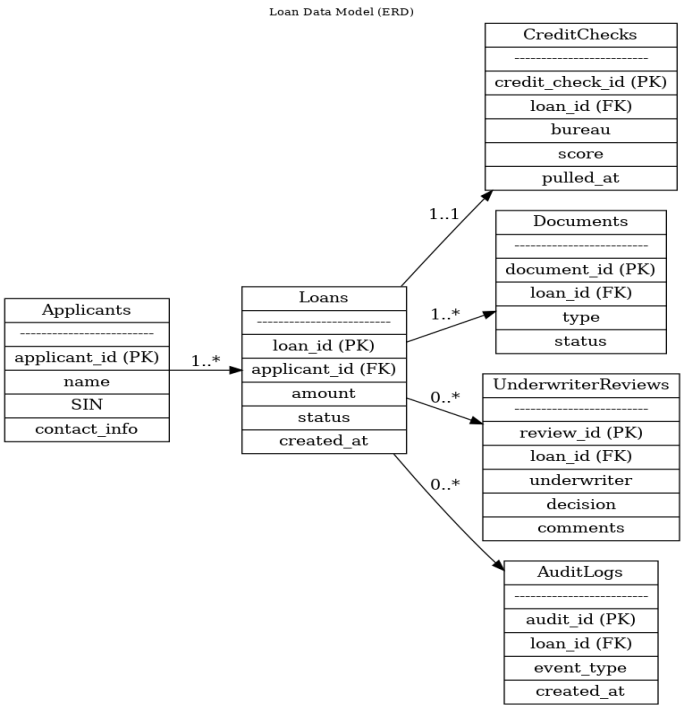 Loan Data Model (ERD)
Applicants
--------------------------
applicant_id (PK)
name
SIN
contact_info
1..*
Loans
--------------------------
loan_id (PK)
applicant_id (FK)
amount
status
created_at
1..1
CreditChecks
--------------------------
credit_check_id (PK)
loan_id (FK)
bureau
score
pulled_at
1..*
Documents
--------------------------
document_id (PK)
loan_id (FK)
type
status
0..*
UnderwriterReviews
--------------------------
review_id (PK)
loan_id (FK)
underwriter
decision
comments
0..*
AuditLogs
--------------------------
audit_id (PK)
loan_id (FK)
event_type
created_at